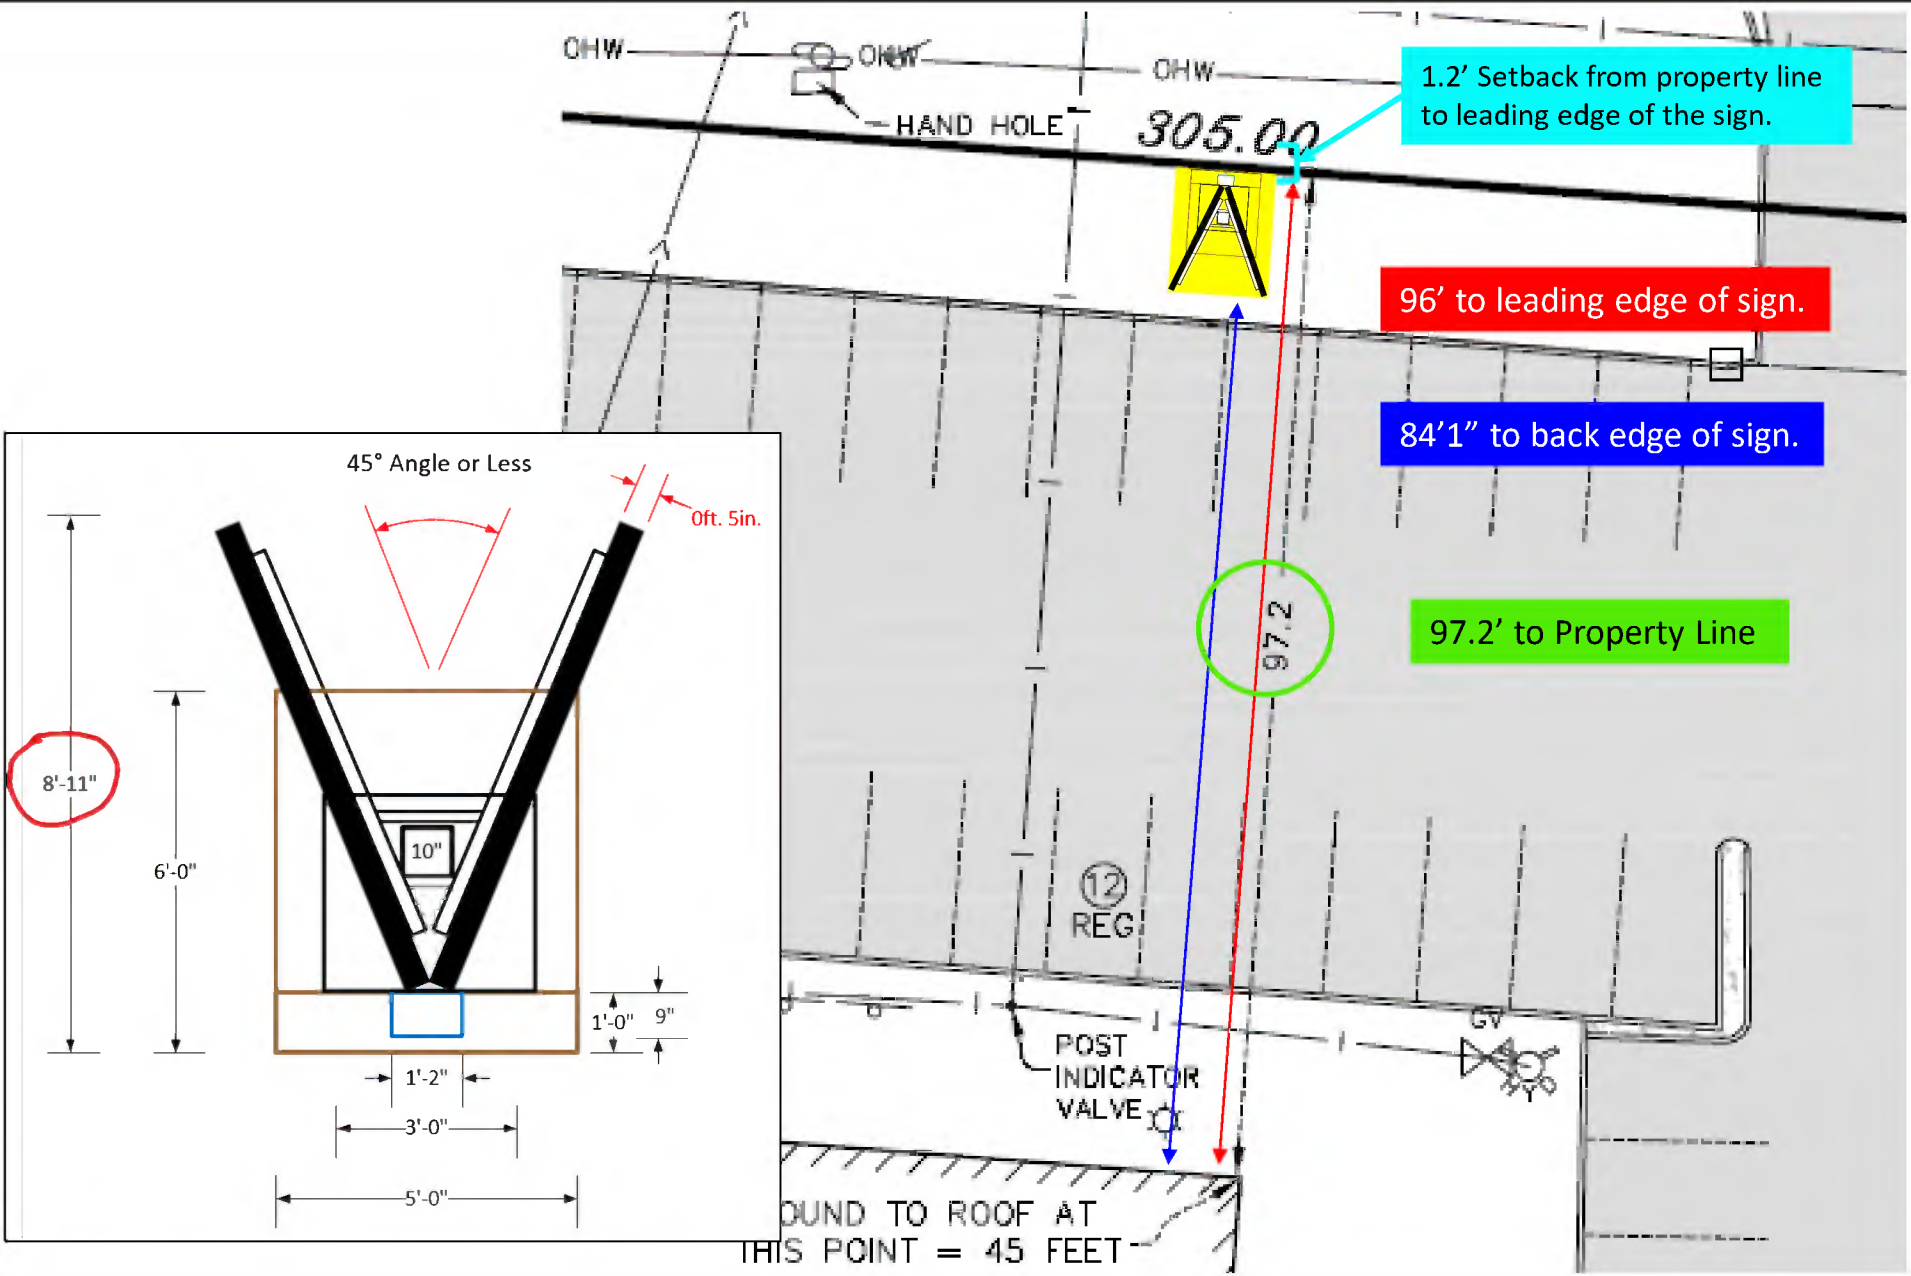 OHW
OHW
OHW
1.2’ Setback from property line
to leading edge of the sign.
HAND HOLE
305.00
96’ to leading edge of sign.
84’1” to back edge of sign.
45° Angle or Less
0ft. 5in.
97.2
97.2’ to Property Line
8'-11"
6'-0"
10"
12
REG
1'-0"
9"
GV
POST
INDICATOR
VALVE
1'-2"
3'-0"
5'-0"
OUND TO ROOF AT
THIS POINT = 45 FEET